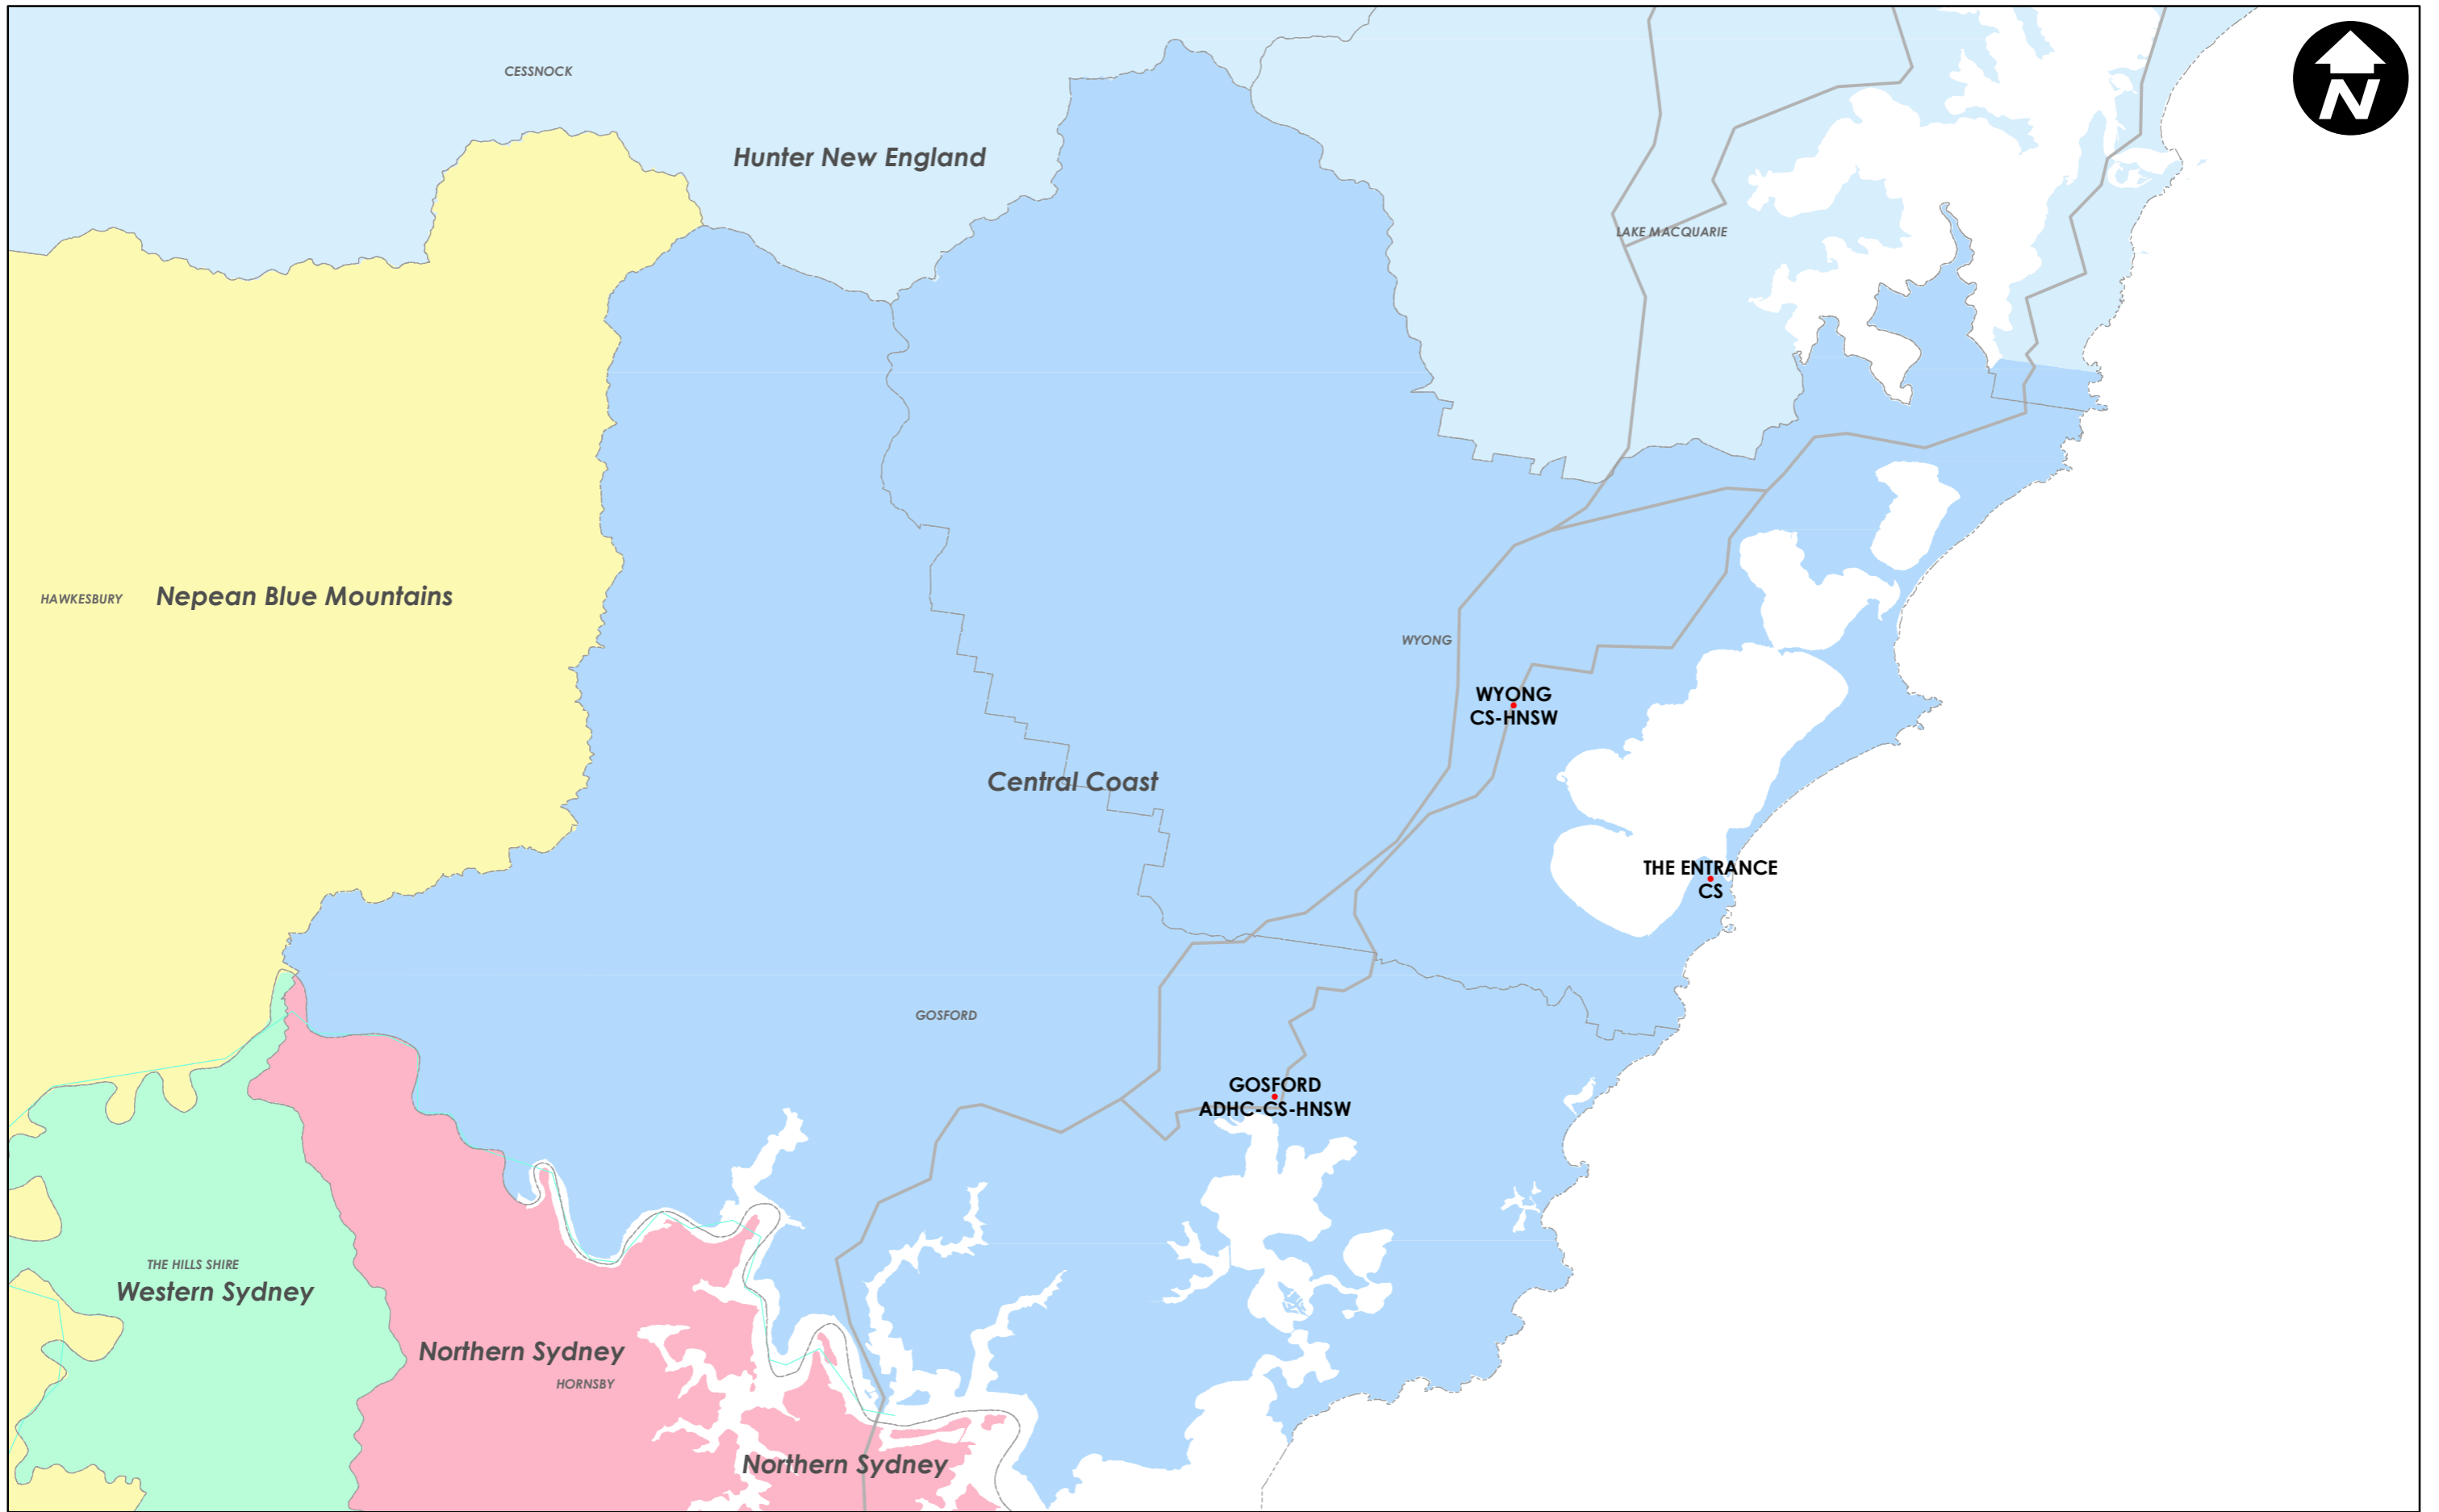 CESSNOCK
N
Hunter New England
LAKE MACQUARIE
HAWKESBURY
Nepean Blue Mountains
WYONG
WYONG
CS-HNSW
Central Coast
THE ENTRANCE
CS
GOSFORD
GOSFORD
ADHC-CS-HNSW
THE HILLS SHIRE
Western Sydney
Northern Sydney
HORNSBY
Northern Sydney